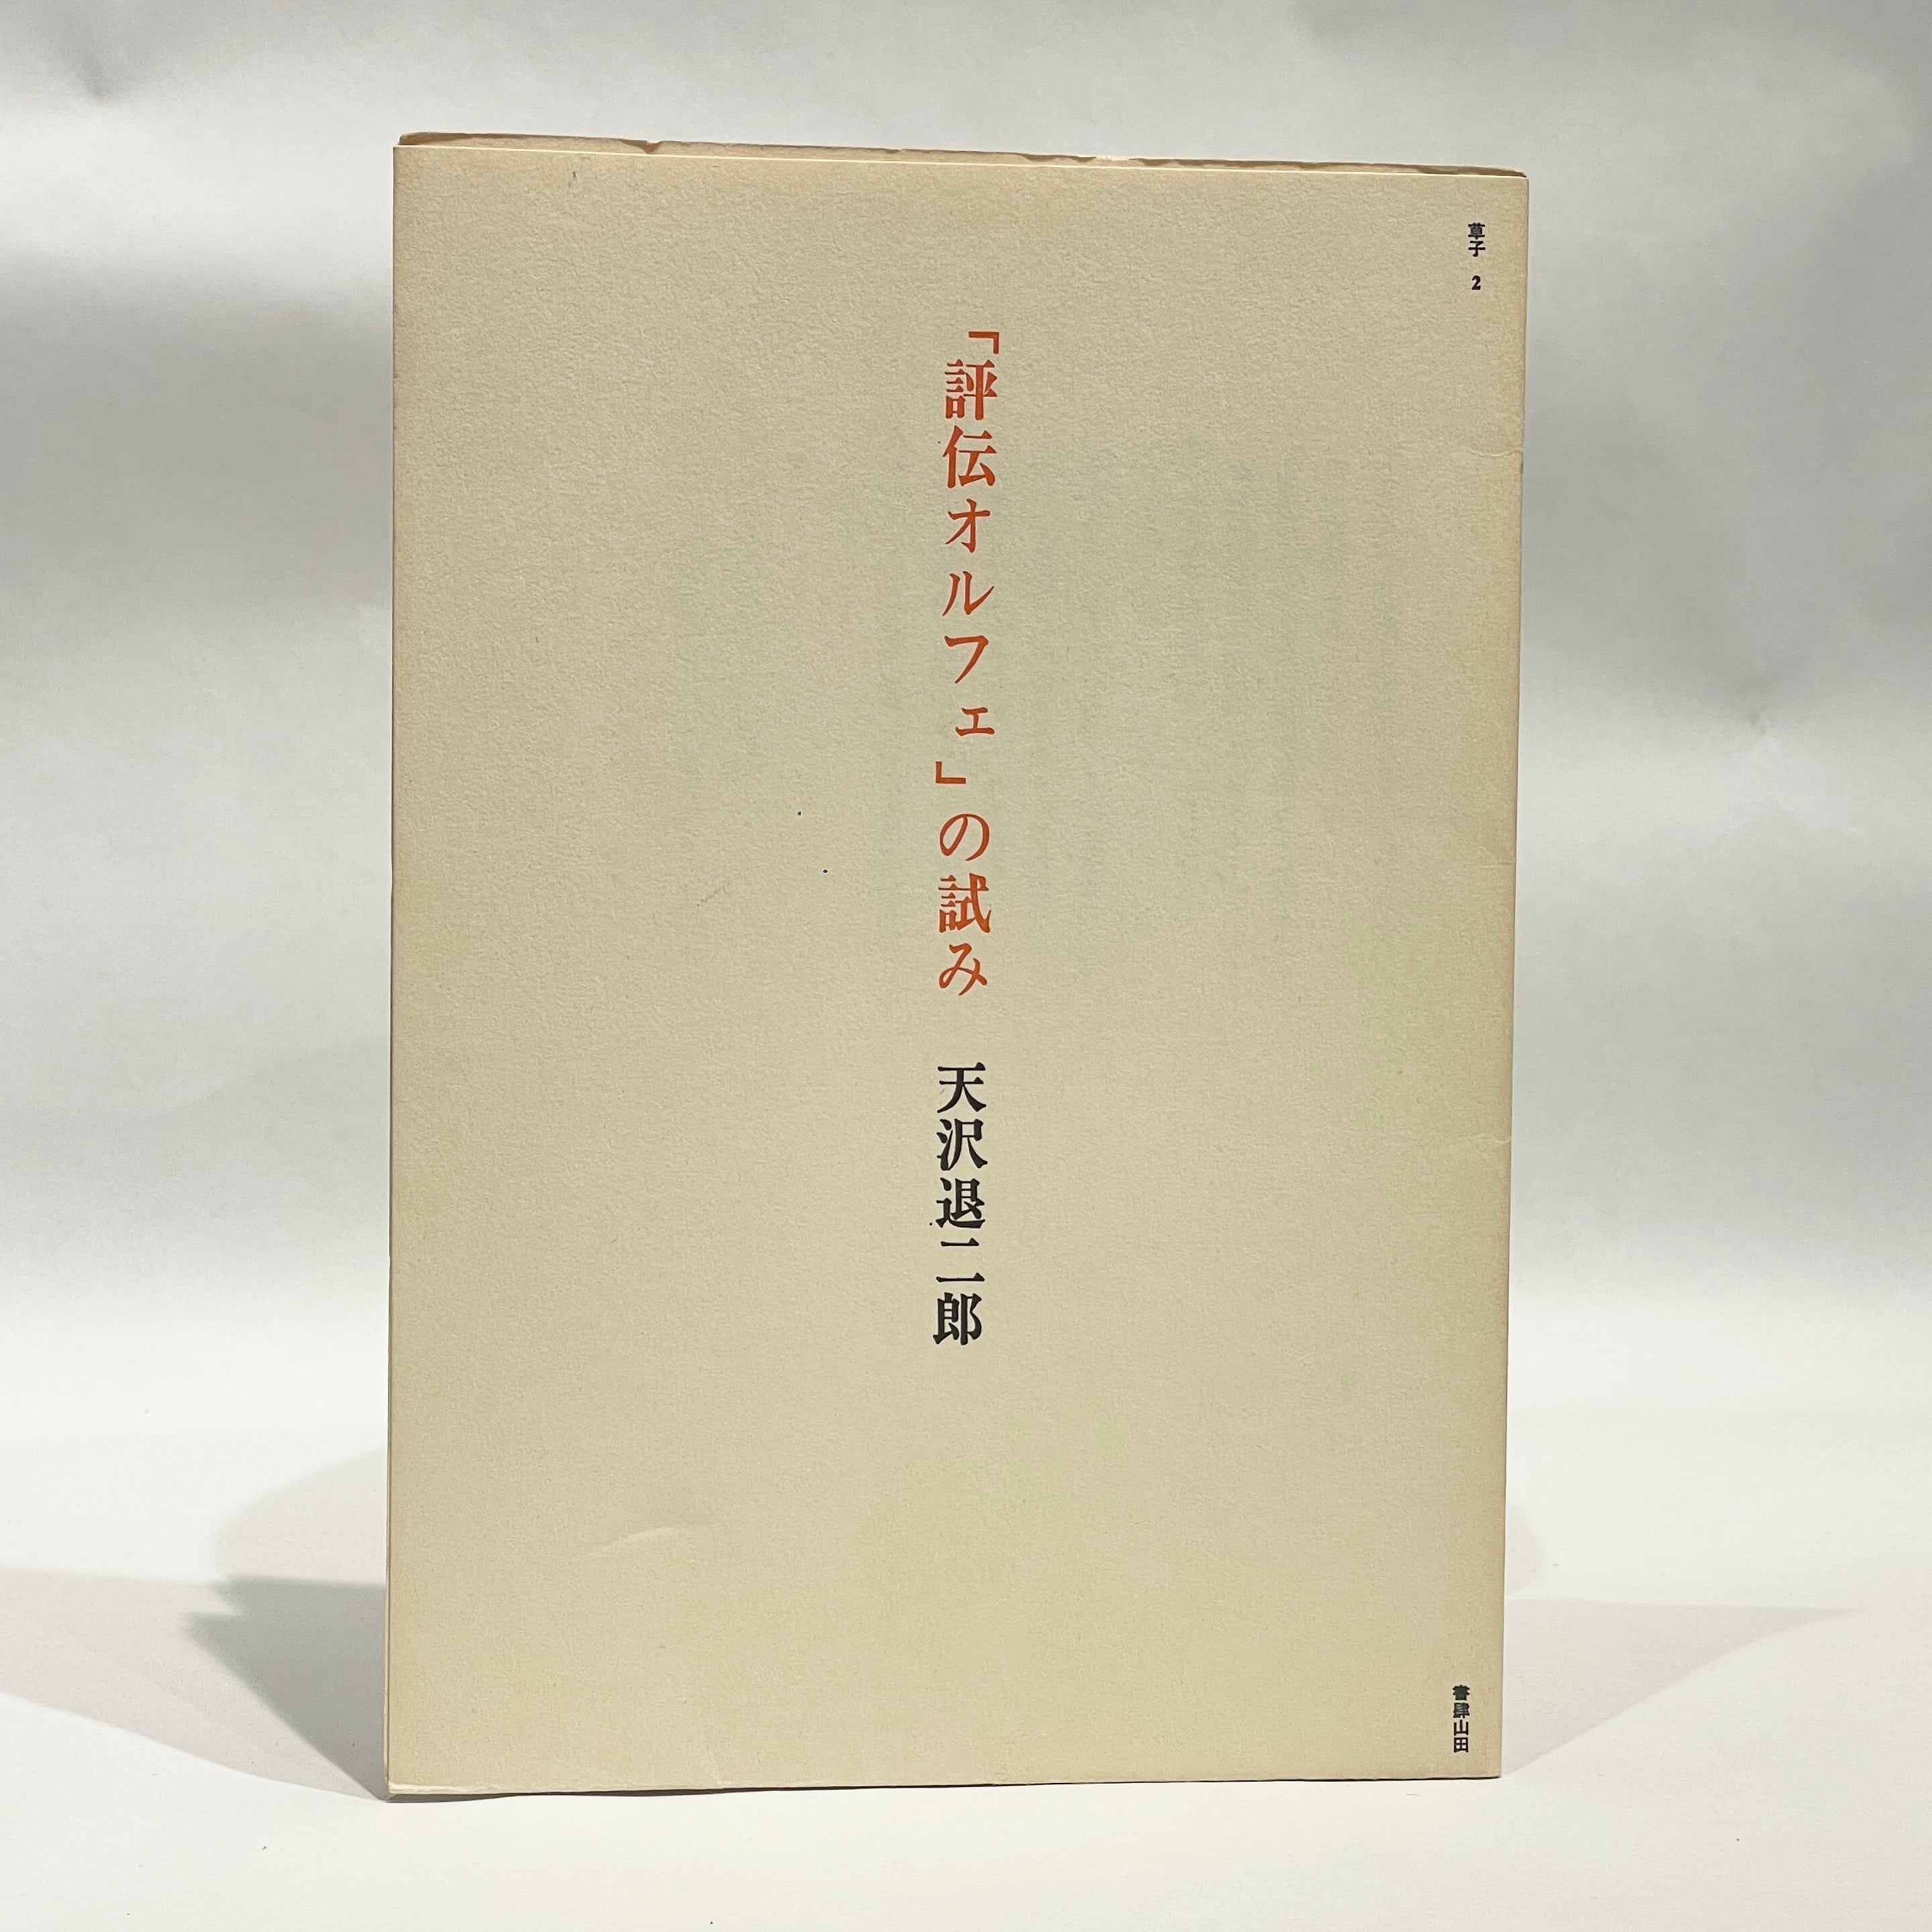 草子 2
「評伝オルフェ」の試み 天沢退二郎
書肆山田